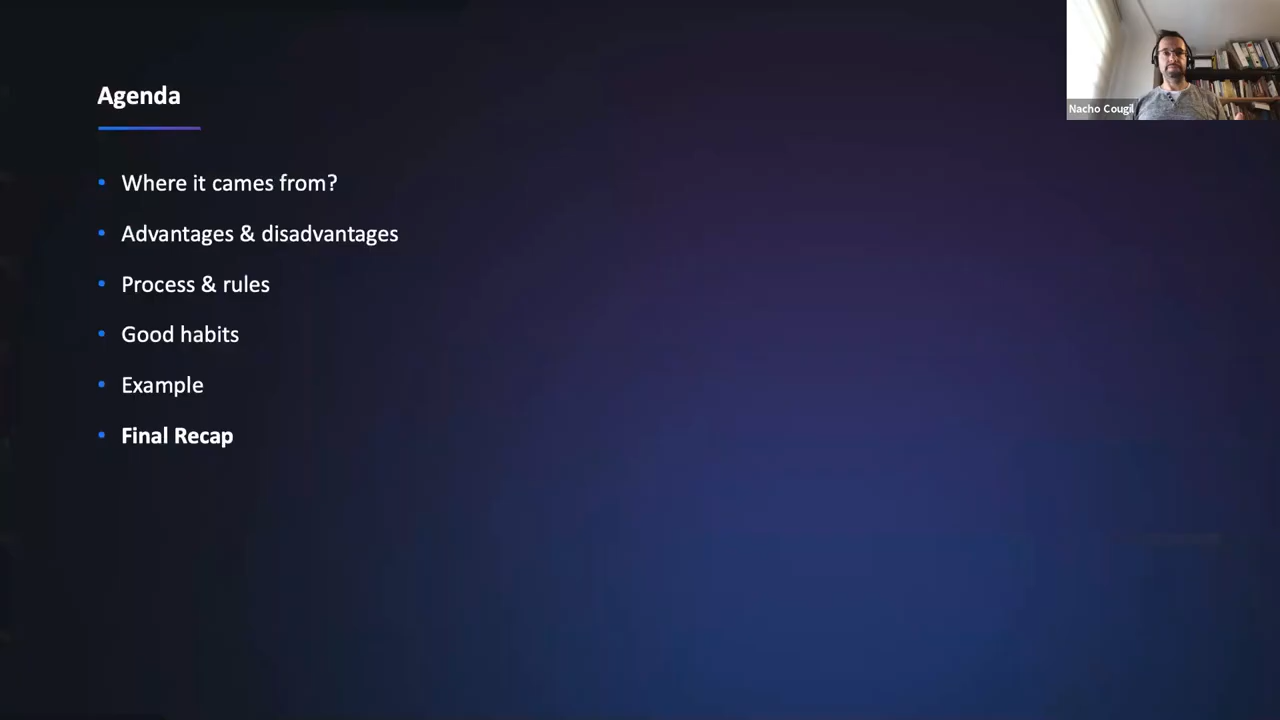 Agenda
Where it cames from?
Advantages & disadvantages
Process & rules
Good habits
Example
Final Recap
Nacho Cougil